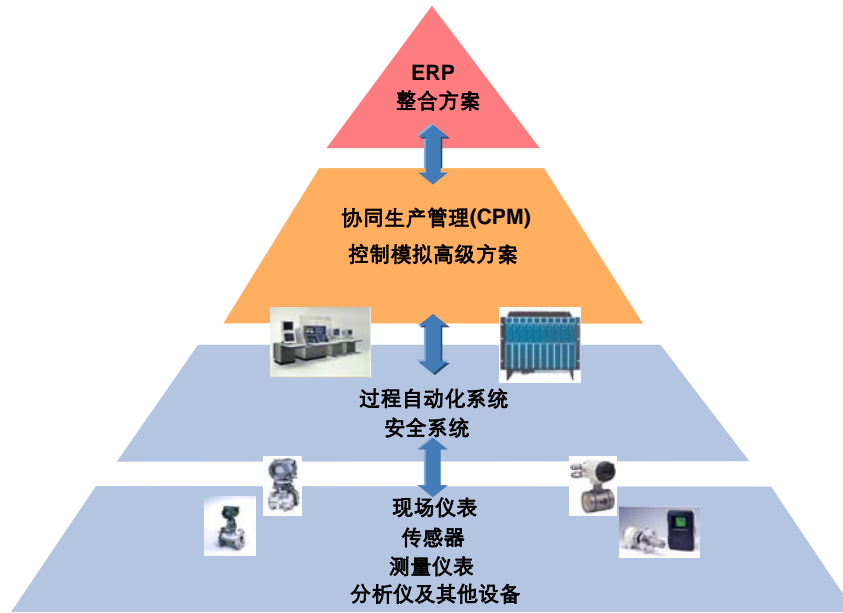 ERP
整合方案
协同生产管理(CPM)
控制模拟高级方案
过程自动化系统
安全系统
现场仪表
传感器
测量仪表
分析仪及其他设备